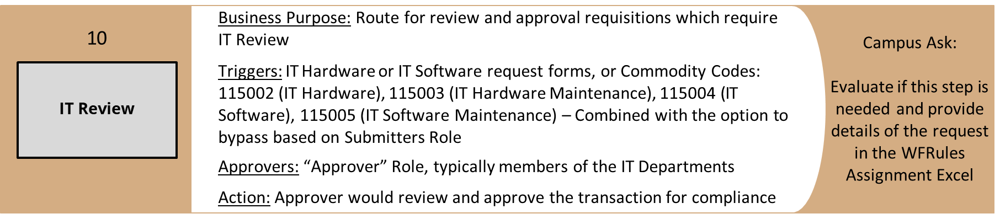 10
IT Review
Business Purpose: Route for review and approval requisitions which require
IT Review
Triggers: IT Hardware or IT Software request forms, or Commodity Codes:
115002 (IT Hardware), 115003 (IT Hardware Maintenance), 115004 (IT
Software), 115005 (IT Software Maintenance) – Combined with the option to
bypass based on Submitters Role
Approvers: “Approver” Role, typically members of the IT Departments
Action: Approver would review and approve the transaction for compliance
Campus Ask:
Evaluate if this step is
needed and provide
details of the request
in the WFRules
Assignment Excel